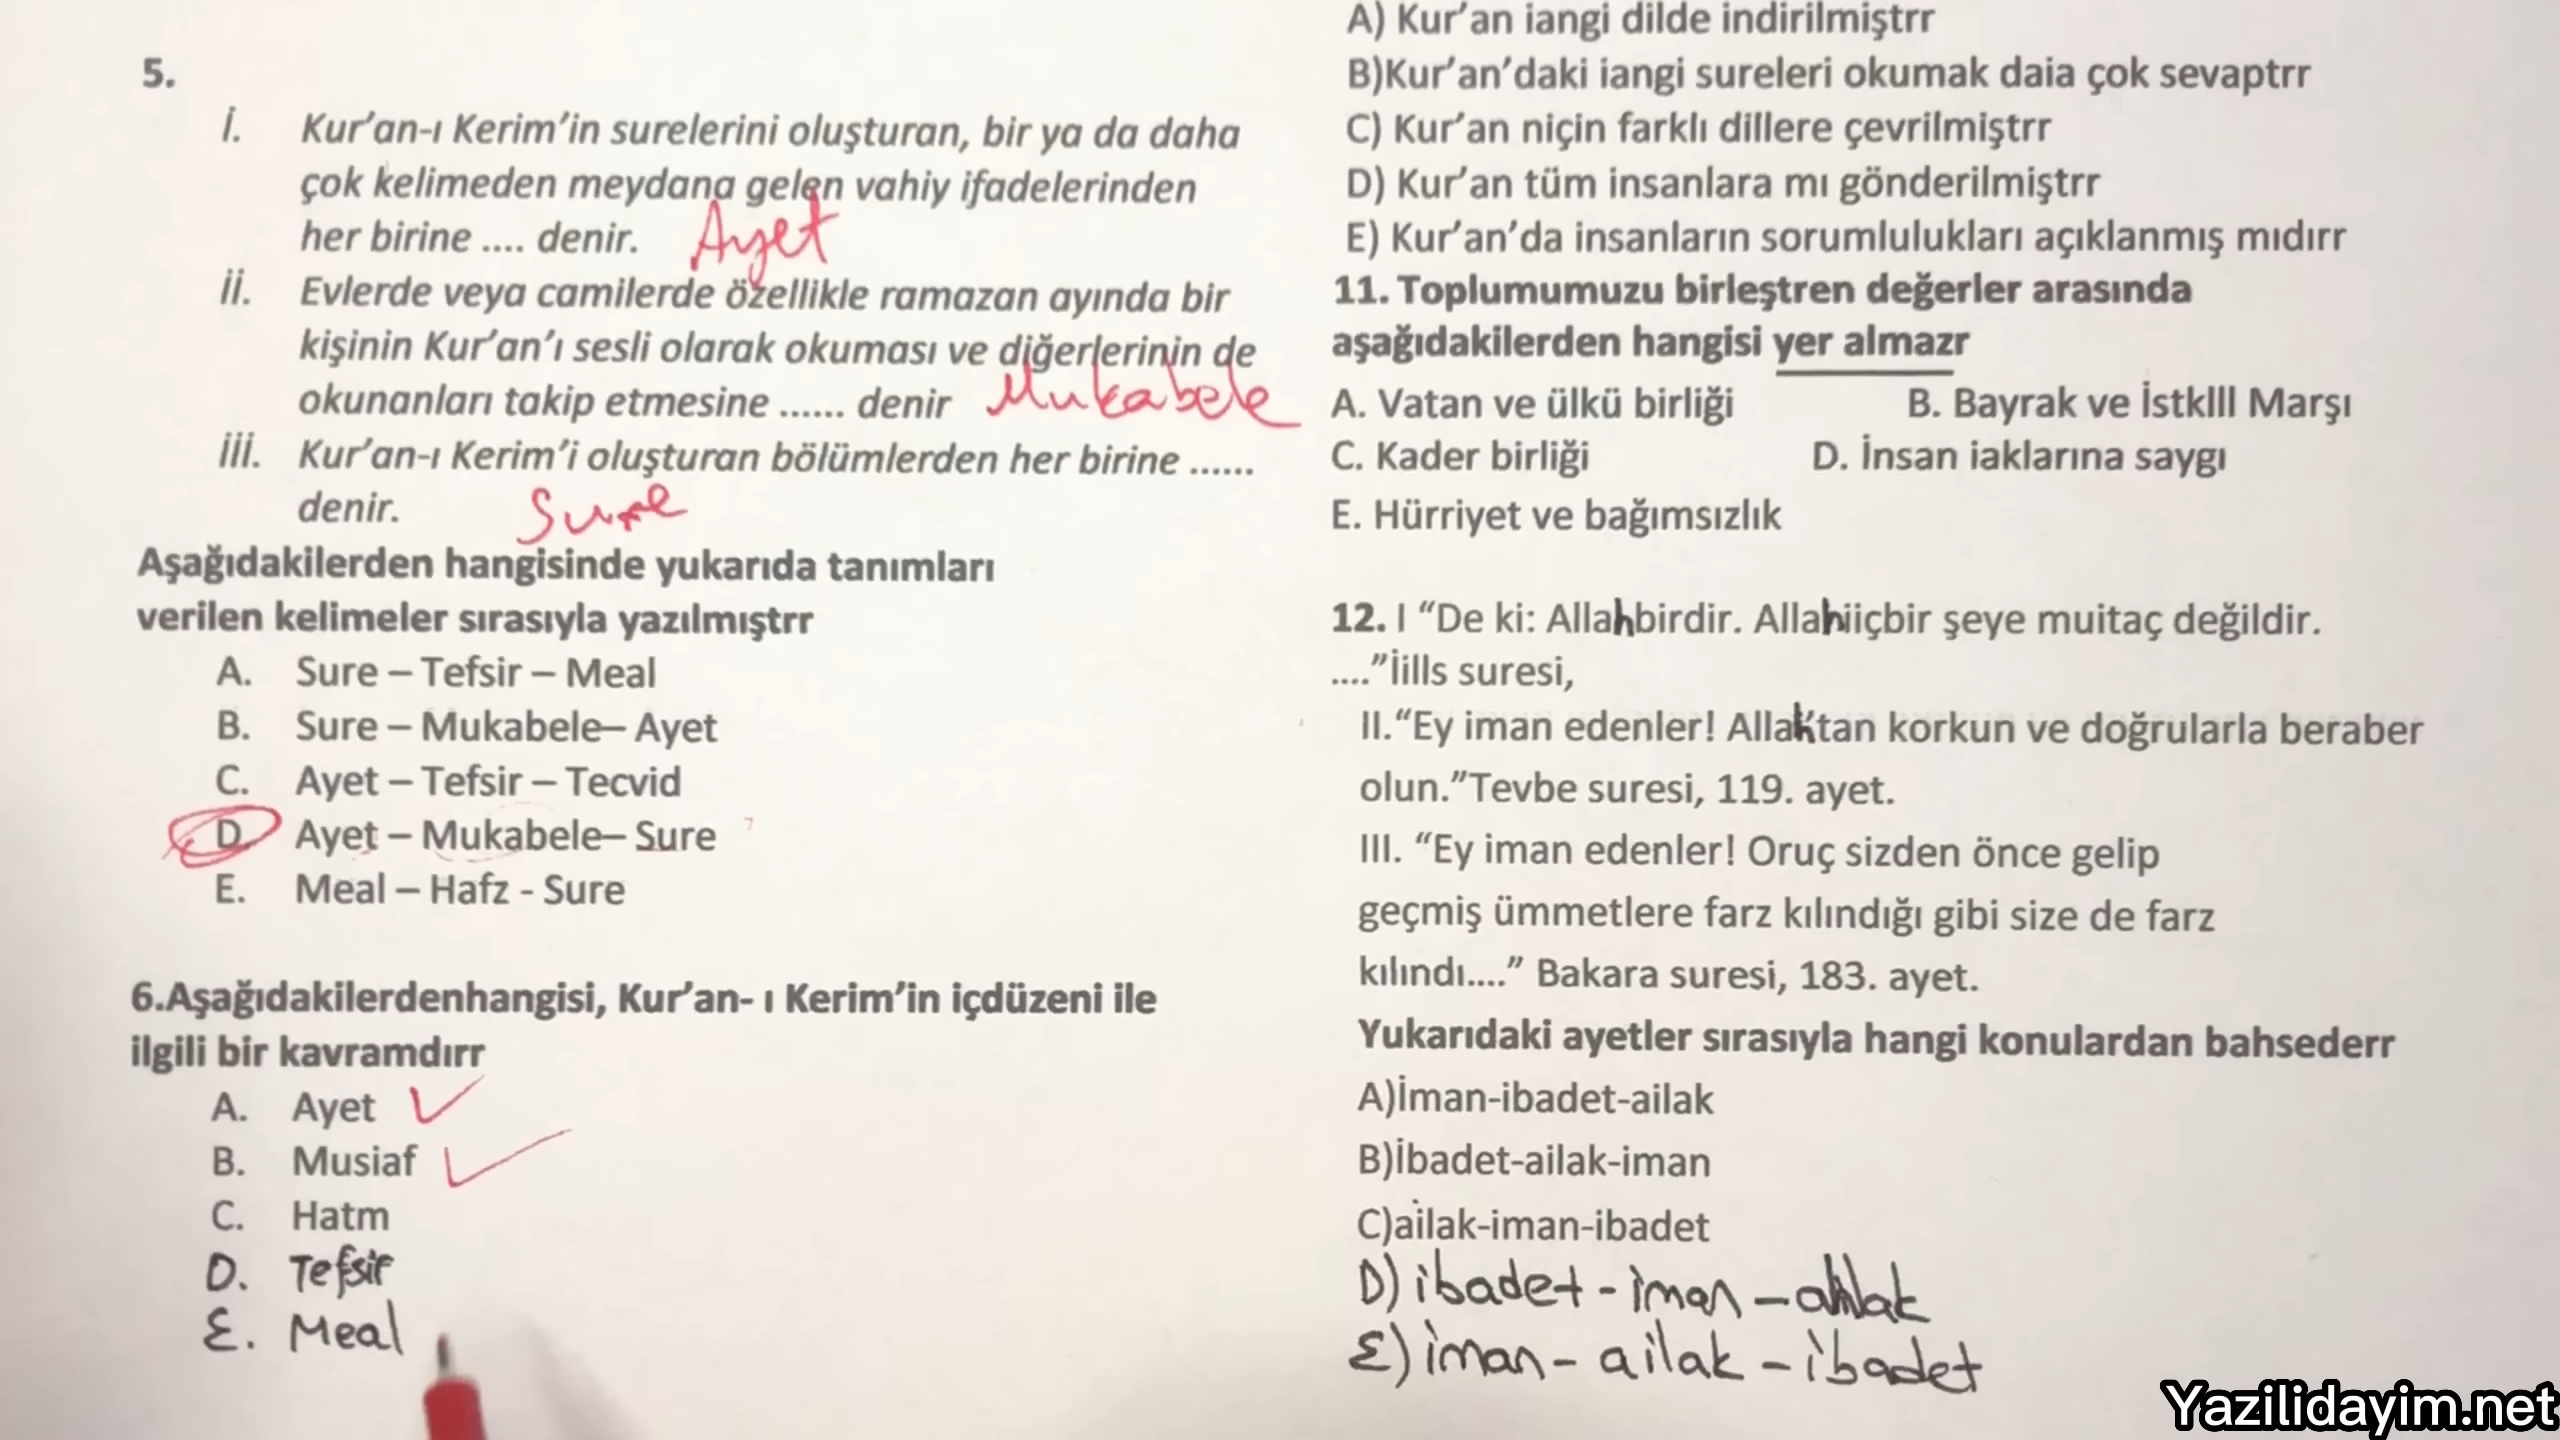 5.
i. Kur'an-ı Kerim'in surelerini oluşturan, bir ya da daha
çok kelimeden meydana gelen vahiy ifadelerinden
her birine .... denir. Ayet
ii. Evlerde veya camilerde özellikle ramazan ayında bir
kişinin Kur'an'ı sesli olarak okuması ve diğerlerinin de
okunanları takip etmesine ...... denir Mukabele
iii. Kur'an-ı Kerim'i oluşturan bölümlerden her birine ......
denir. Sure
Aşağıdakilerden hangisinde yukarıda tanımları
verilen kelimeler sırasıyla yazılmıştrr
A. Sure – Tefsir – Meal
B. Sure – Mukabele– Ayet
C. Ayet – Tefsir – Tecvid
D. Ayet – Mukabele– Sure
E. Meal – Hafz - Sure
6.Aşağıdakilerdenhangisi, Kur'an- ı Kerim'in içdüzeni ile
ilgili bir kavramdırr
A. Ayet
B. Musiaf
C. Hatm
D. Tefsir
E. Meal
A) Kur'an iangi dilde indirilmiştrr
B)Kur'an'daki iangi sureleri okumak daia çok sevaptrr
C) Kur'an niçin farklı dillere çevrilmiştrr
D) Kur'an tüm insanlara mı gönderilmiştrr
E) Kur'an'da insanların sorumlulukları açıklanmış mıdırr
11. Toplumumuzu birleştren değerler arasında
aşağıdakilerden hangisi yer almazr
A. Vatan ve ülkü birliği B. Bayrak ve İstklll Marşı
C. Kader birliği D. İnsan iaklarına saygı
E. Hürriyet ve bağımsızlık
12. I “De ki: Allahbirdir. Allahiiçbir şeye muitaç değildir.
....”İills suresi,
II.“Ey iman edenler! Allah'tan korkun ve doğrularla beraber
olun.”Tevbe suresi, 119. ayet.
III. “Ey iman edenler! Oruç sizden önce gelip
geçmiş ümmetlere farz kılındığı gibi size de farz
kılındı....” Bakara suresi, 183. ayet.
Yukarıdaki ayetler sırasıyla hangi konulardan bahsederr
A)İman-ibadet-ailak
B)İbadet-ailak-iman
C)ailak-iman-ibadet
D) ibadet - iman - ahlak
E) iman - ailak - ibadet
Yazilidayim.net